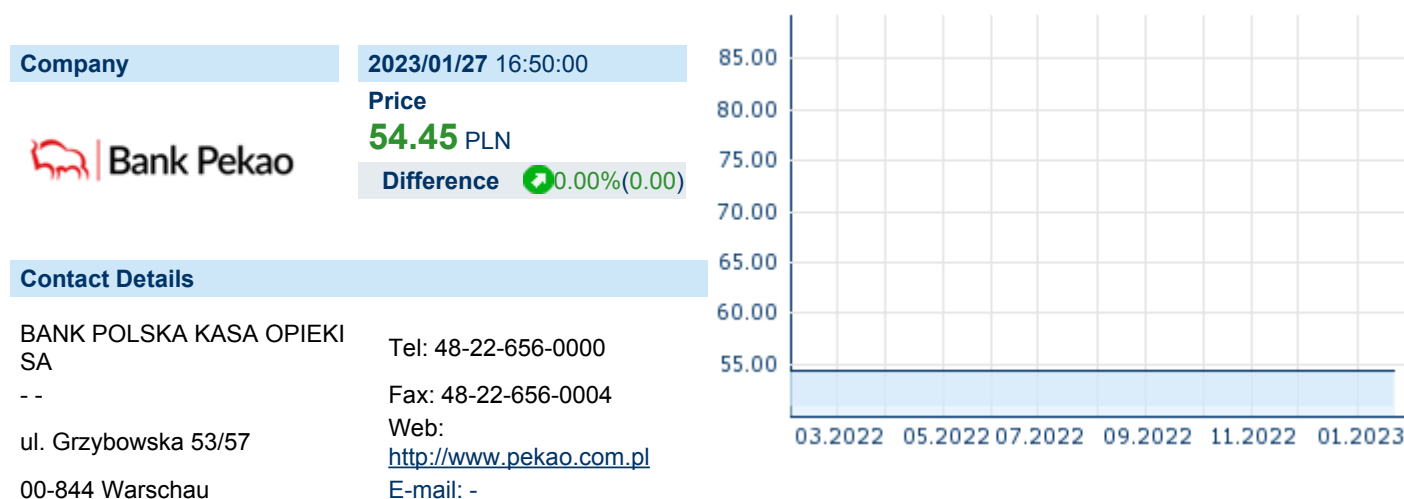 Company
2023/01/27 16:50:00
Bank Pekao
Price
54.45 PLN
Difference 0.00%(0.00)
Contact Details
BANK POLSKA KASA OPIEKI
SA
Tel: 48-22-656-0000
- -
Fax: 48-22-656-0004
ul. Grzybowska 53/57
Web:
http://www.pekao.com.pl
00-844 Warschau
E-mail: -
85.00
80.00
75.00
70.00
65.00
60.00
55.00
03.2022 05.2022 07.2022 09.2022 11.2022 01.2023